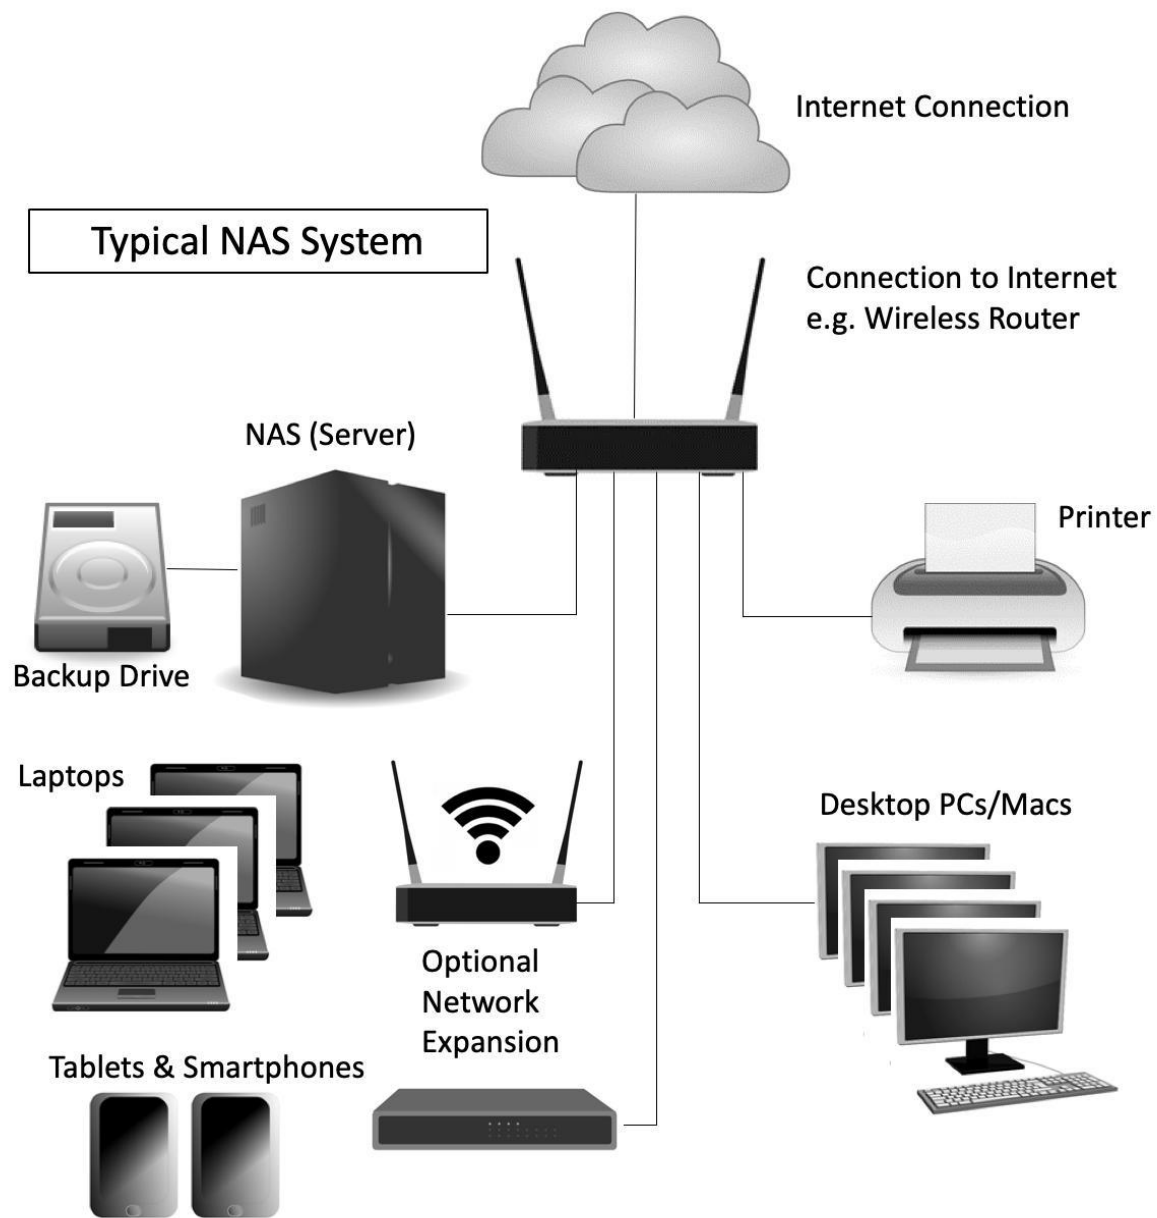 Internet Connection
Typical NAS System
Connection to Internet
e.g. Wireless Router
NAS (Server)
Printer
Backup Drive
Laptops
Desktop PCs/Macs
Optional
Network
Expansion
Tablets & Smartphones